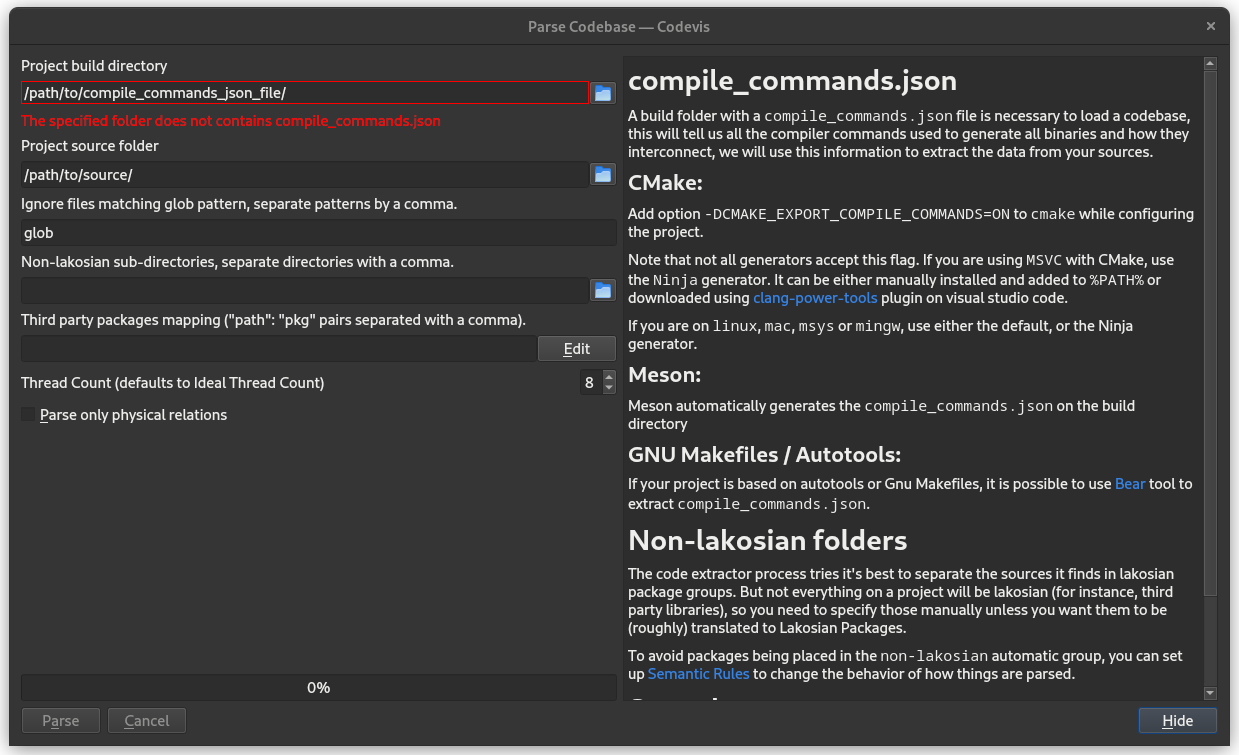 Parse Codebase — Codevis
Project build directory
/path/to/compile_commands_json_file/
The specified folder does not contains compile_commands.json
Project source folder
/path/to/source/
Ignore files matching glob pattern, separate patterns by a comma.
glob
Non-lakosian sub-directories, separate directories with a comma.
Third party packages mapping ("path": "pkg" pairs separated with a comma).
Edit
Thread Count (defaults to Ideal Thread Count)
8
Parse only physical relations
0%
Parse
Cancel
compile_commands.json
A build folder with a compile_commands.json file is necessary to load a codebase,
this will tell us all the compiler commands used to generate all binaries and how they
interconnect, we will use this information to extract the data from your sources.
CMake:
Add option -DCMAKE_EXPORT_COMPILE_COMMANDS=ON to cmake while configuring
the project.
Note that not all generators accept this flag. If you are using MSVC with CMake, use
the Ninja generator. It can be either manually installed and added to %PATH% or
downloaded using clang-power-tools plugin on visual studio code.
If you are on linux, mac, msys or mingw, use either the default, or the Ninja
generator.
Meson:
Meson automatically generates the compile_commands.json on the build
directory
GNU Makefiles / Autotools:
If your project is based on autotools or Gnu Makefiles, it is possible to use Bear tool to
extract compile_commands.json.
Non-lakosian folders
The code extractor process tries it's best to separate the sources it finds in lakosian
package groups. But not everything on a project will be lakosian (for instance, third
party libraries), so you need to specify those manually unless you want them to be
(roughly) translated to Lakosian Packages.
To avoid packages being placed in the non-lakosian automatic group, you can set
up Semantic Rules to change the behavior of how things are parsed.
Hide